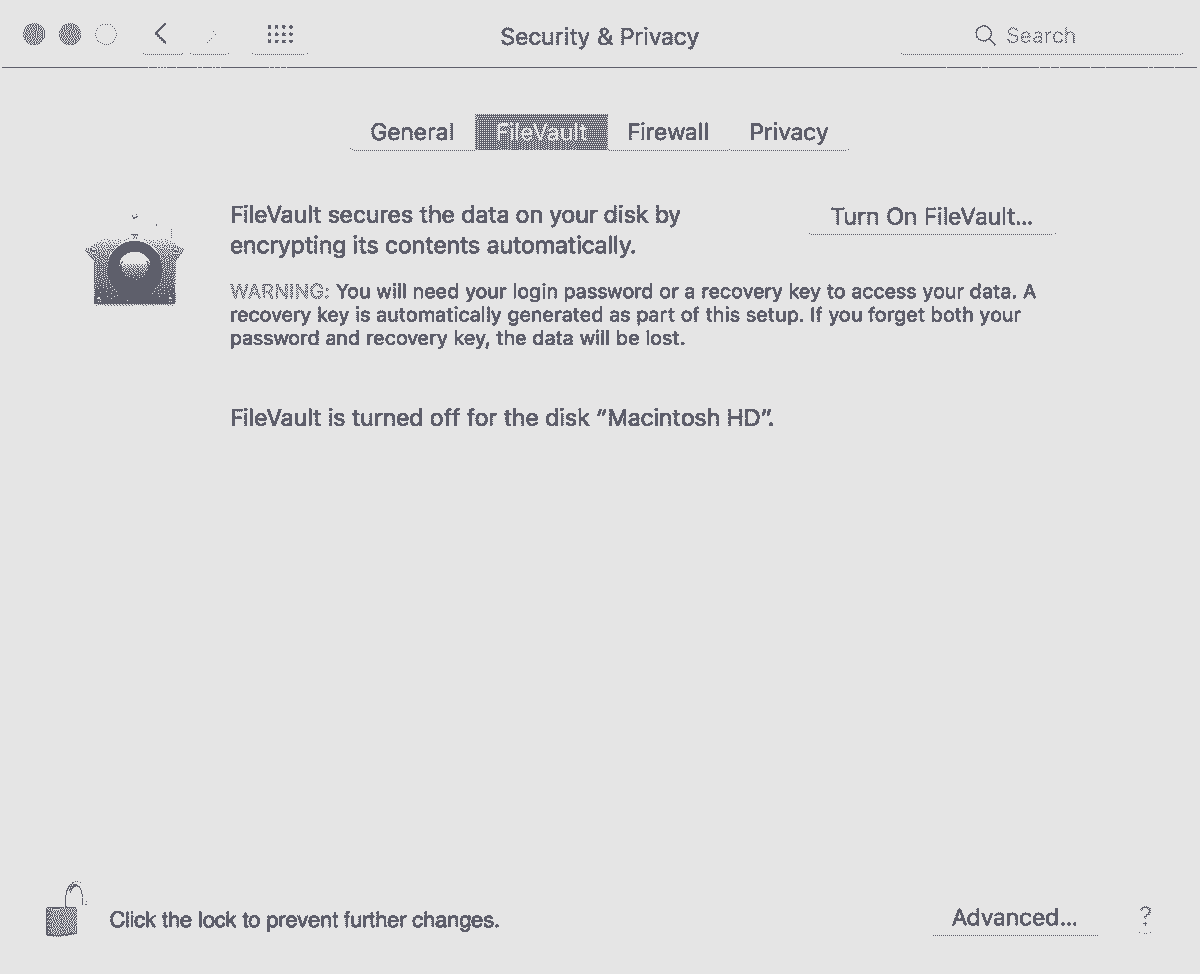 Security & Privacy
Search
General
FileVault
Firewall
Privacy
FileVault secures the data on your disk by
encrypting its contents automatically.
Turn On FileVault...
WARNING: You will need your login password or a recovery key to access your data. A
recovery key is automatically generated as part of this setup. If you forget both your
password and recovery key, the data will be lost.
FileVault is turned off for the disk “Macintosh HD”.
Click the lock to prevent further changes.
Advanced...
?